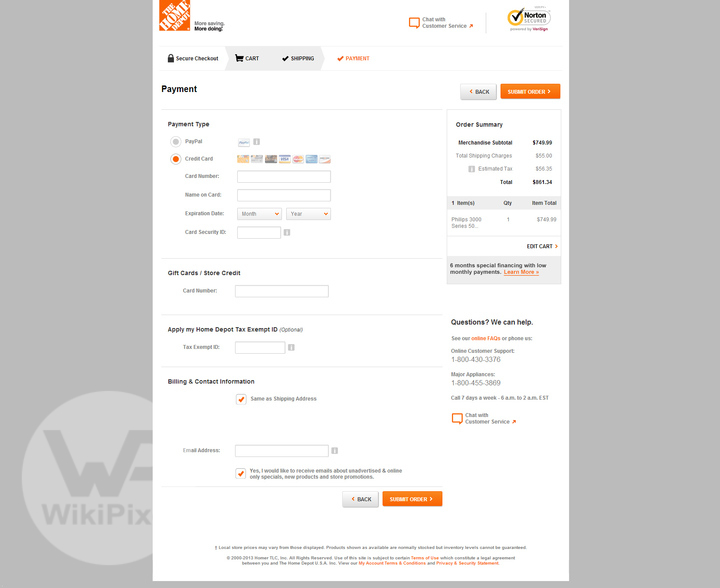 THE HOME DEPOT
More saving.
More doing.
Chat with
Customer Service
Norton
SECURED
powered by VeriSign
Secure Checkout
CART
SHIPPING
PAYMENT
Payment
BACK
SUBMIT ORDER
Payment Type
PayPal
PayPal
i
Credit Card
VISA
Card Number:
Name on Card:
Expiration Date:
Month
Year
Card Security ID:
i
Gift Cards / Store Credit
Card Number:
Apply my Home Depot Tax Exempt ID (Optional)
Tax Exempt ID:
i
Billing & Contact Information
Same as Shipping Address
Email Address:
i
Yes, I would like to receive emails about unadvertised & online
only specials, new products and store promotions.
BACK
SUBMIT ORDER
Order Summary
Merchandise Subtotal $749.99
Total Shipping Charges $55.00
i Estimated Tax $56.35
Total $861.34
1 Item(s) Qty Item Total
Philips 3000 1 $749.99
Series 50..
EDIT CART
6 months special financing with low
monthly payments. Learn More »
Questions? We can help.
See our online FAQs or phone us:
Online Customer Support:
1-800-430-3376
Major Appliances:
1-800-455-3869
Call 7 days a week - 6 a.m. to 2 a.m. EST
Chat with
Customer Service
WikiPix
‡ Local store prices may vary from those displayed. Products shown as available are normally stocked but inventory levels cannot be guaranteed.
© 2000-2013 Homer TLC, Inc. All Rights Reserved. Use of this site is subject to certain Terms of Use which constitute a legal agreement
between you and The Home Depot U.S.A. Inc. View our My Account Terms & Conditions and Privacy & Security Statement.